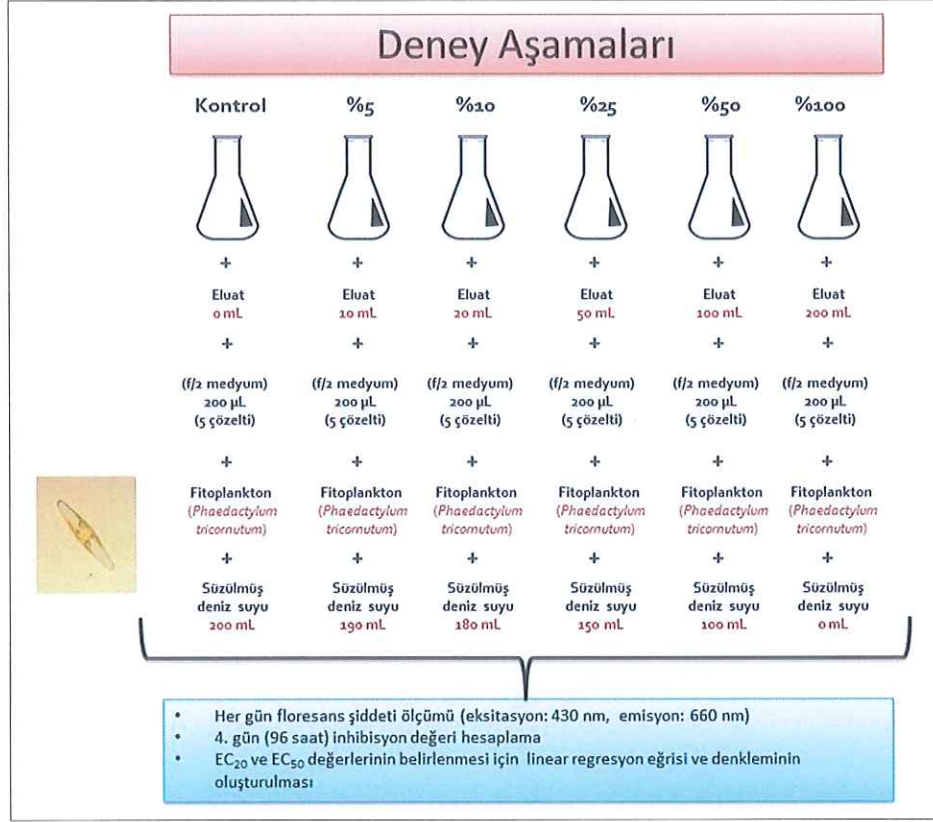 Deney Aşamaları
Kontrol %5 %10 %25 %50 %100
+ + + + + +
Eluat Eluat Eluat Eluat Eluat Eluat
0 mL 10 mL 20 mL 50 mL 100 mL 200 mL
+ + + + + +
(f/2 medyum) (f/2 medyum) (f/2 medyum) (f/2 medyum) (f/2 medyum) (f/2 medyum)
200 µL 200 µL 200 µL 200 µL 200 µL 200 µL
(5 çözelti) (5 çözelti) (5 çözelti) (5 çözelti) (5 çözelti) (5 çözelti)
+ + + + + +
Fitoplankton Fitoplankton Fitoplankton Fitoplankton Fitoplankton Fitoplankton
(Phaedactylum (Phaedactylum (Phaedactylum (Phaedactylum (Phaedactylum (Phaedactylum
tricornutum) tricornutum) tricornutum) tricornutum) tricornutum) tricornutum)
+ + + + + +
Süzülmüş Süzülmüş Süzülmüş Süzülmüş Süzülmüş Süzülmüş
deniz suyu deniz suyu deniz suyu deniz suyu deniz suyu deniz suyu
200 mL 190 mL 180 mL 150 mL 100 mL 0 mL
• Her gün floresans şiddeti ölçümü (eksitasyon: 430 nm, emisyon: 660 nm)
• 4. gün (96 saat) inhibisyon değeri hesaplama
• EC20 ve EC50 değerlerinin belirlenmesi için linear regresyon eğrisi ve denkleminin
oluşturulması